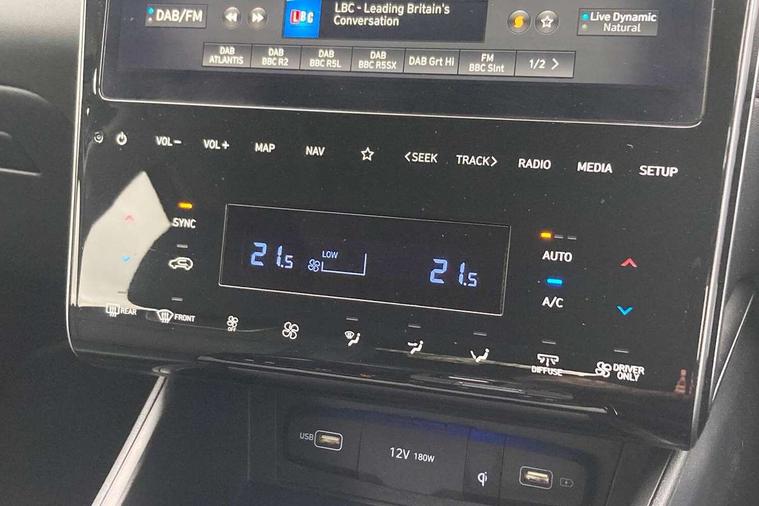 DAB/FM
LBC
LBC - Leading Britain's
Conversation
Live Dynamic
Natural
DAB
ATLANTIS
DAB
BBC R2
DAB
BBC R5L
DAB
BBC R5SX
DAB Grt Hi
FM
BBC Slnt
1/2 >
VOL-
VOL+
MAP
NAV
<SEEK
TRACK>
RADIO
MEDIA
SETUP
SYNC
21.5
LOW
21.5
AUTO
A/C
REAR
FRONT
OFF
DIFFUSE
DRIVER
ONLY
USB
12V 180W
qi